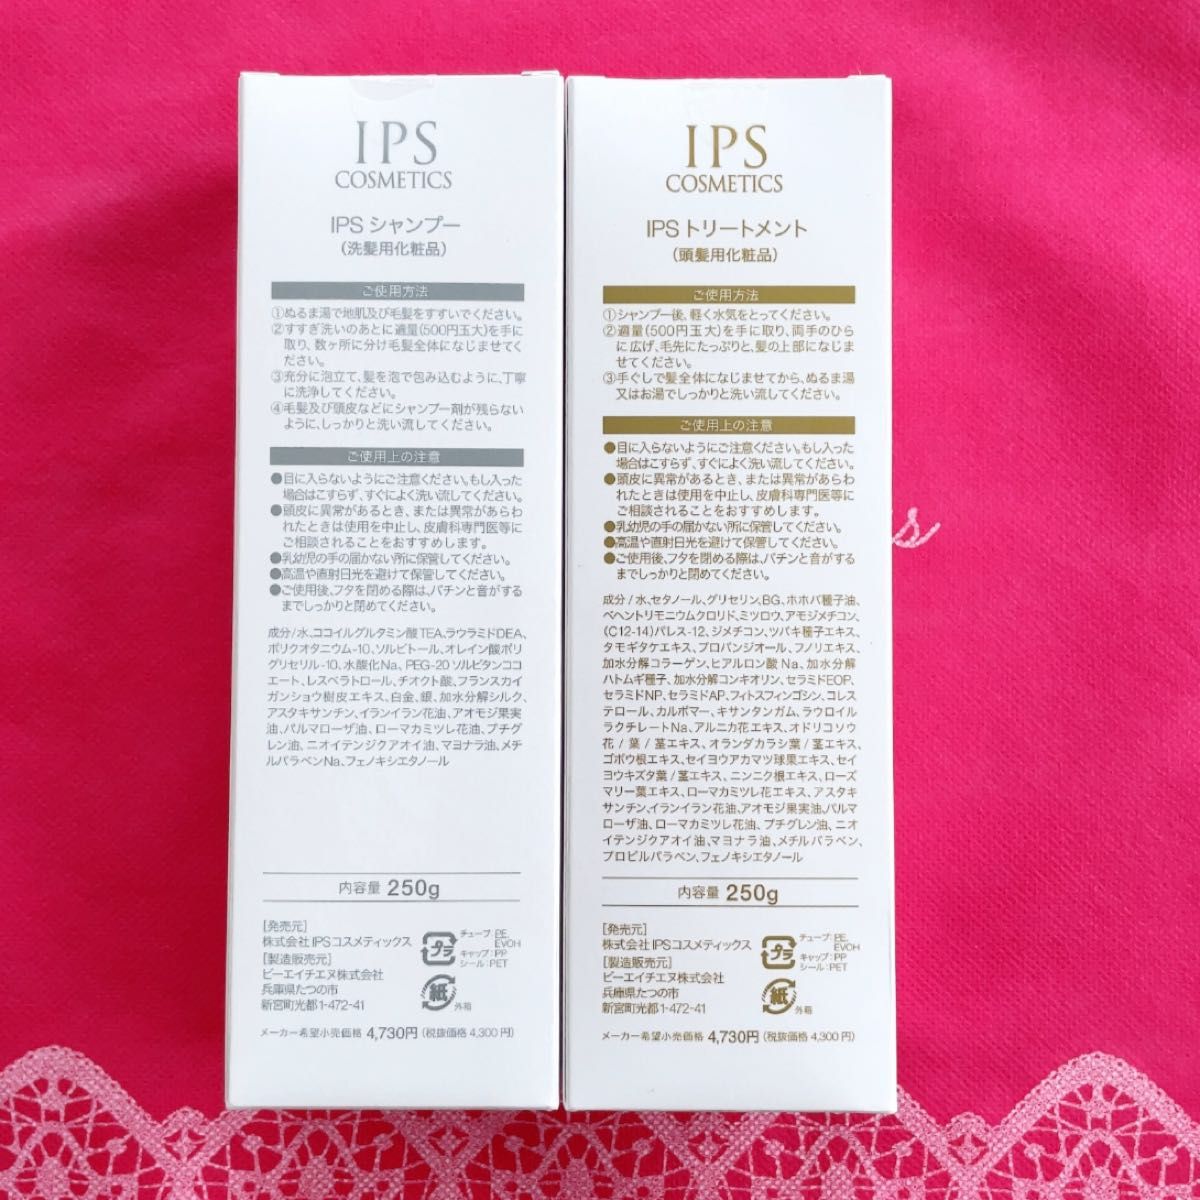 IPS
COSMETICS
IPS シャンプー
（洗髪用化粧品）
ご使用方法
①ぬるま湯で地肌及び毛髪をすすいでください。
②すすぎ洗いのあとに適量（500円玉大）を手に
取り、数ヶ所に分け毛髪全体になじませてく
ださい。
③充分に泡立て、髪を泡で包み込むように、丁寧
に洗浄してください。
④毛髪及び頭皮などにシャンプー剤が残らない
ように、しっかりと洗い流してください。
ご使用上の注意
●目に入らないようにご注意ください。もし入った
場合はこすらず、すぐによく洗い流してください。
●頭皮に異常があるとき、または異常があらわ
れたときは使用を中止し、皮膚科専門医等に
ご相談されることをおすすめします。
●乳幼児の手の届かない所に保管してください。
●高温や直射日光を避けて保管してください。
●ご使用後、フタを閉める際は、パチンと音がする
までしっかりと閉めてください。
成分/水、ココイルグルタミン酸TEA、ラウラミドDEA、
ポリクオタニウム-10、ソルビトール、オレイン酸ポリ
グリセリル-10、水酸化Na、PEG-20ソルビタンココ
エート、レスベラトロール、チオクト酸、フランスカイ
ガンショウ樹皮エキス、白金、銀、加水分解シルク、
アスタキサンチン、イランイラン花油、アオモジ果実
油、パルマローザ油、ローマカミツレ花油、プチグ
レン油、ニオイテンジクアオイ油、マヨナラ油、メチ
ルパラベンNa、フェノキシエタノール
内容量 250g
［発売元］
株式会社IPSコスメティックス
［製造販売元］
ピーエイチエヌ株式会社
兵庫県たつの市
新宮町光都1-472-41
プラ
チューブ:PE,
EVOH
キャップ:PP
シール:PET
紙
外箱
メーカー希望小売価格 4,730円（税抜価格 4,300円）
IPS
COSMETICS
IPSトリートメント
（頭髪用化粧品）
ご使用方法
①シャンプー後、軽く水気をとってください。
②適量（500円玉大）を手に取り、両手のひら
に広げ、毛先にたっぷりと、髪の上部になじま
せてください。
③手ぐしで髪全体になじませてから、ぬるま湯
又はお湯でしっかりと洗い流してください。
ご使用上の注意
●目に入らないようにご注意ください。もし入った
場合はこすらず、すぐによく洗い流してください。
●頭皮に異常があるとき、または異常があらわ
れたときは使用を中止し、皮膚科専門医等に
ご相談されることをおすすめします。
●乳幼児の手の届かない所に保管してください。
●高温や直射日光を避けて保管してください。
●ご使用後、フタを閉める際は、パチンと音がする
までしっかりと閉めてください。
成分/水、セタノール、グリセリン、BG、ホホバ種子油、
ベヘントリモニウムクロリド、ミツロウ、アモジメチコン、
(C12-14)パレス-12、ジメチコン、ツバキ種子エキス、
タモギタケエキス、プロパンジオール、フノリエキス、
加水分解コラーゲン、ヒアルロン酸Na、加水分解
ハトムギ種子、加水分解コンキオリン、セラミドEOP、
セラミドNP、セラミドAP、フィトスフィンゴシン、コレス
テロール、カルボマー、キサンタンガム、ラウロイル
ラクチレートNa、アルニカ花エキス、オドリコソウ
花/葉/茎エキス、オランダカラシ葉/茎エキス、
ゴボウ根エキス、セイヨウアカマツ球果エキス、セイ
ヨウキズタ葉/茎エキス、ニンニク根エキス、ローズ
マリー葉エキス、ローマカミツレ花エキス、アスタキ
サンチン、イランイラン花油、アオモジ果実油、パルマ
ローザ油、ローマカミツレ花油、プチグレン油、ニオ
イテンジクアオイ油、マヨナラ油、メチルパラベン、
プロピルパラベン、フェノキシエタノール
内容量 250g
［発売元］
株式会社IPSコスメティックス
［製造販売元］
ピーエイチエヌ株式会社
兵庫県たつの市
新宮町光都1-472-41
プラ
チューブ:PE,
EVOH
キャップ:PP
シール:PET
紙
外箱
メーカー希望小売価格 4,730円（税抜価格 4,300円）